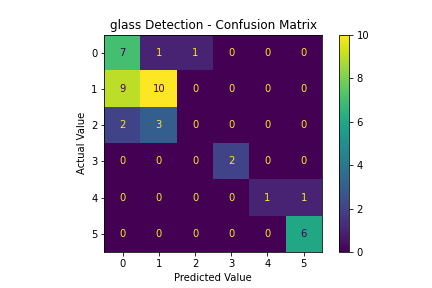 glass Detection - Confusion Matrix
Actual Value
0 7 1 1 0 0 0
1 9 10 0 0 0 0
2 2 3 0 0 0 0
3 0 0 0 2 0 0
4 0 0 0 0 1 1
5 0 0 0 0 0 6
0 1 2 3 4 5
Predicted Value
10
8
6
4
2
0